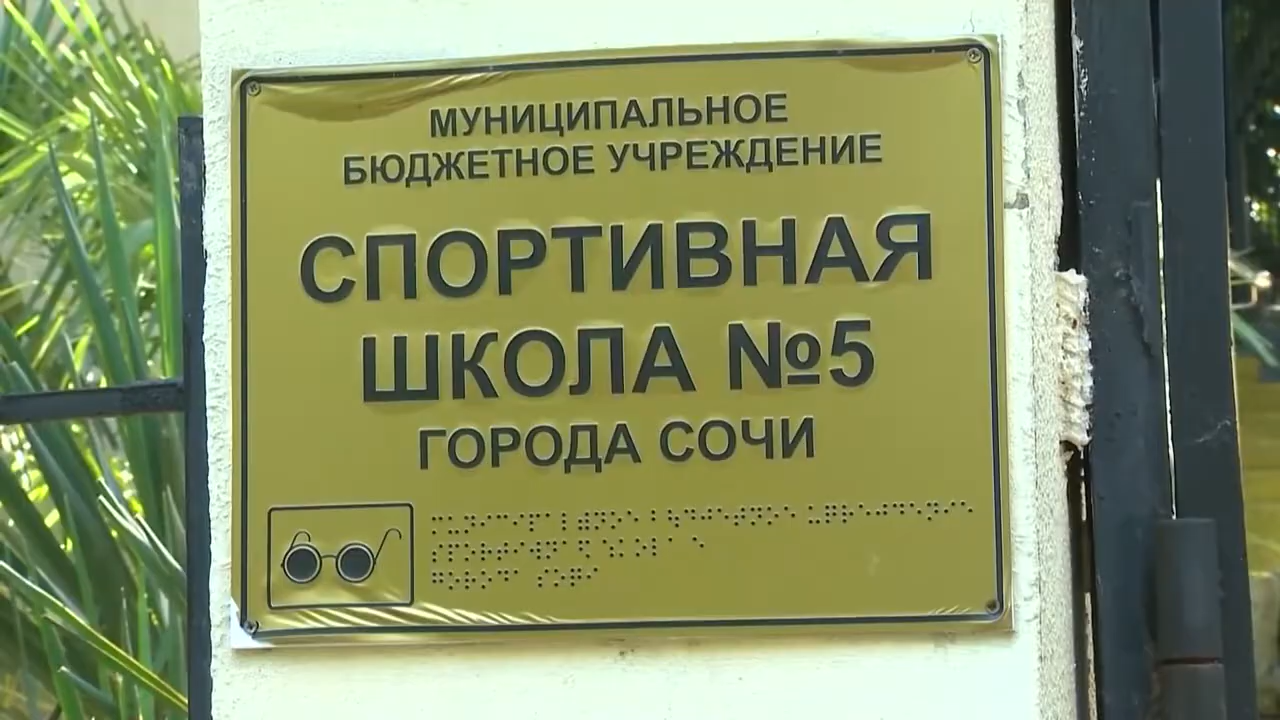 МУНИЦИПАЛЬНОЕ
БЮДЖЕТНОЕ УЧРЕЖДЕНИЕ
СПОРТИВНАЯ
ШКОЛА №5
ГОРОДА СОЧИ